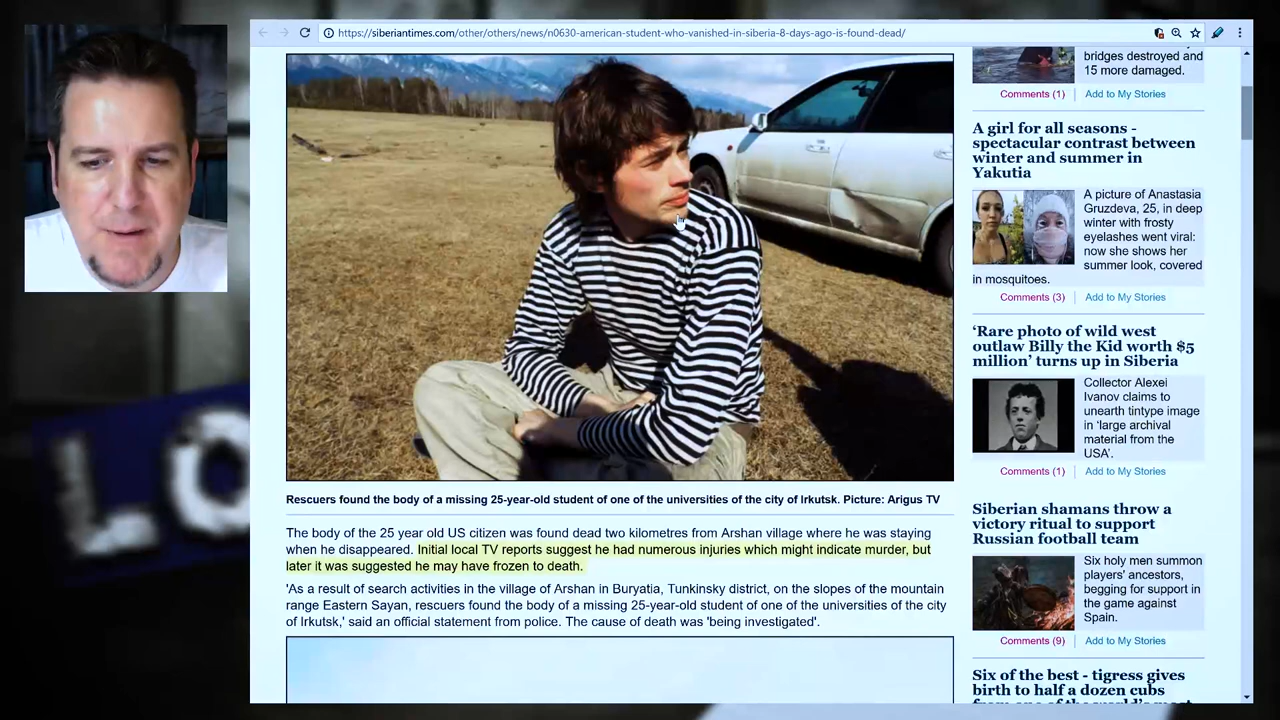 https://siberiantimes.com/other/others/news/n0630-american-student-who-vanished-in-siberia-8-days-ago-is-found-dead/
Rescuers found the body of a missing 25-year-old student of one of the universities of the city of Irkutsk. Picture: Arigus TV
The body of the 25 year old US citizen was found dead two kilometres from Arshan village where he was staying
when he disappeared. Initial local TV reports suggest he had numerous injuries which might indicate murder, but
later it was suggested he may have frozen to death.
'As a result of search activities in the village of Arshan in Buryatia, Tunkinsky district, on the slopes of the mountain
range Eastern Sayan, rescuers found the body of a missing 25-year-old student of one of the universities of the city
of Irkutsk,' said an official statement from police. The cause of death was 'being investigated'.
bridges destroyed and
15 more damaged.
Comments (1)
Add to My Stories
A girl for all seasons -
spectacular contrast between
winter and summer in
Yakutia
A picture of Anastasia
Gruzdeva, 25, in deep
winter with frosty
eyelashes went viral:
now she shows her
summer look, covered
in mosquitoes.
Comments (3)
Add to My Stories
‘Rare photo of wild west
outlaw Billy the Kid worth $5
million’ turns up in Siberia
Collector Alexei
Ivanov claims to
unearth tintype image
in ‘large archival
material from the
USA’.
Comments (1)
Add to My Stories
Siberian shamans throw a
victory ritual to support
Russian football team
Six holy men summon
players' ancestors,
begging for support in
the game against
Spain.
Comments (9)
Add to My Stories
Six of the best - tigress gives
birth to half a dozen cubs
LO